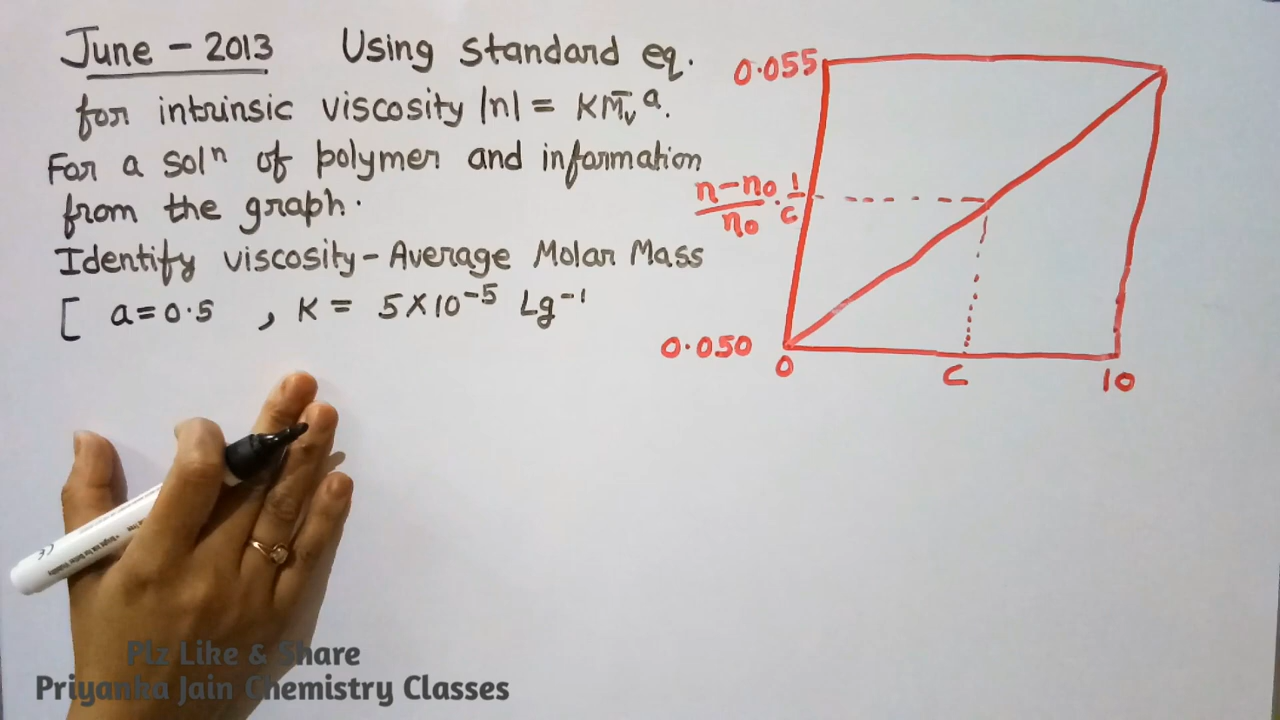 June - 2013 Using standard eq.
for intrinsic viscosity |n| = KM̄ᵥᵃ.
For a solⁿ of polymer and information
from the graph.
Identify viscosity - Average Molar Mass
[ a = 0.5 , K = 5×10⁻⁵ Lg⁻¹
0.055
n-n₀/n₀ · 1/c
0.050
0 c 10
Plz Like & Share
Priyanka Jain Chemistry Classes